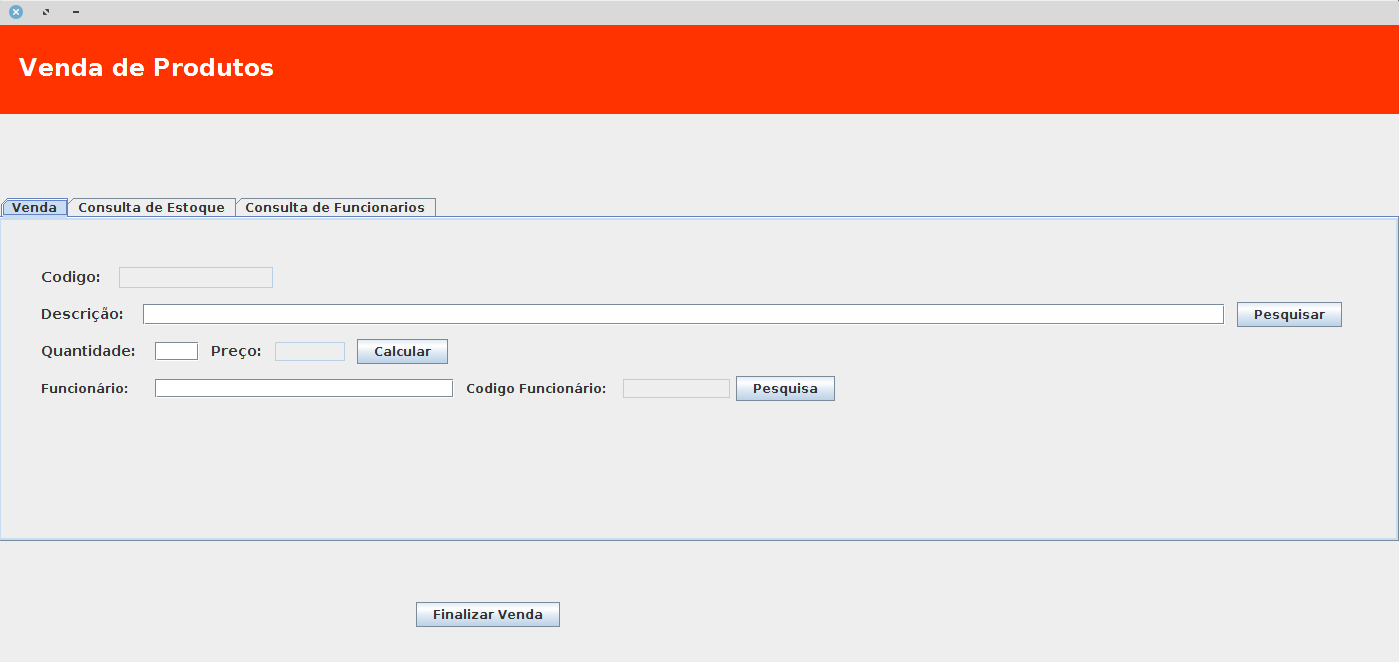 Venda de Produtos
Venda Consulta de Estoque Consulta de Funcionarios
Codigo:
Descrição: Pesquisar
Quantidade: Preço: Calcular
Funcionário: Codigo Funcionário: Pesquisa
Finalizar Venda